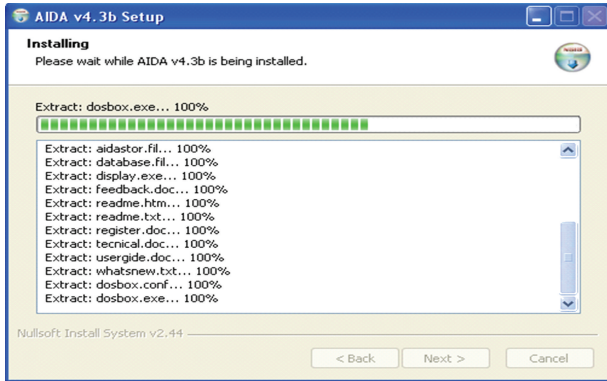 AIDA v4.3b Setup
Installing
Please wait while AIDA v4.3b is being installed.
Extract: dosbox.exe... 100%
Extract: aidastor.fil... 100%
Extract: database.fil... 100%
Extract: display.exe... 100%
Extract: feedback.doc... 100%
Extract: readme.htm... 100%
Extract: readme.txt... 100%
Extract: register.doc... 100%
Extract: tecnical.doc... 100%
Extract: usergide.doc... 100%
Extract: whatsnew.txt... 100%
Extract: dosbox.conf... 100%
Extract: dosbox.exe... 100%
Nullsoft Install System v2.44
< Back Next > Cancel